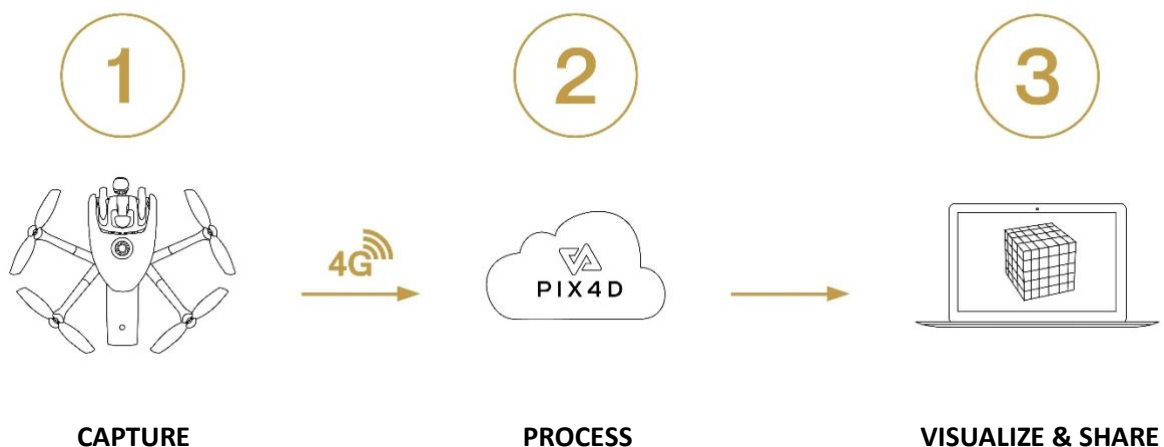 1
2
3
4G
PIX4D
CAPTURE
PROCESS
VISUALIZE & SHARE